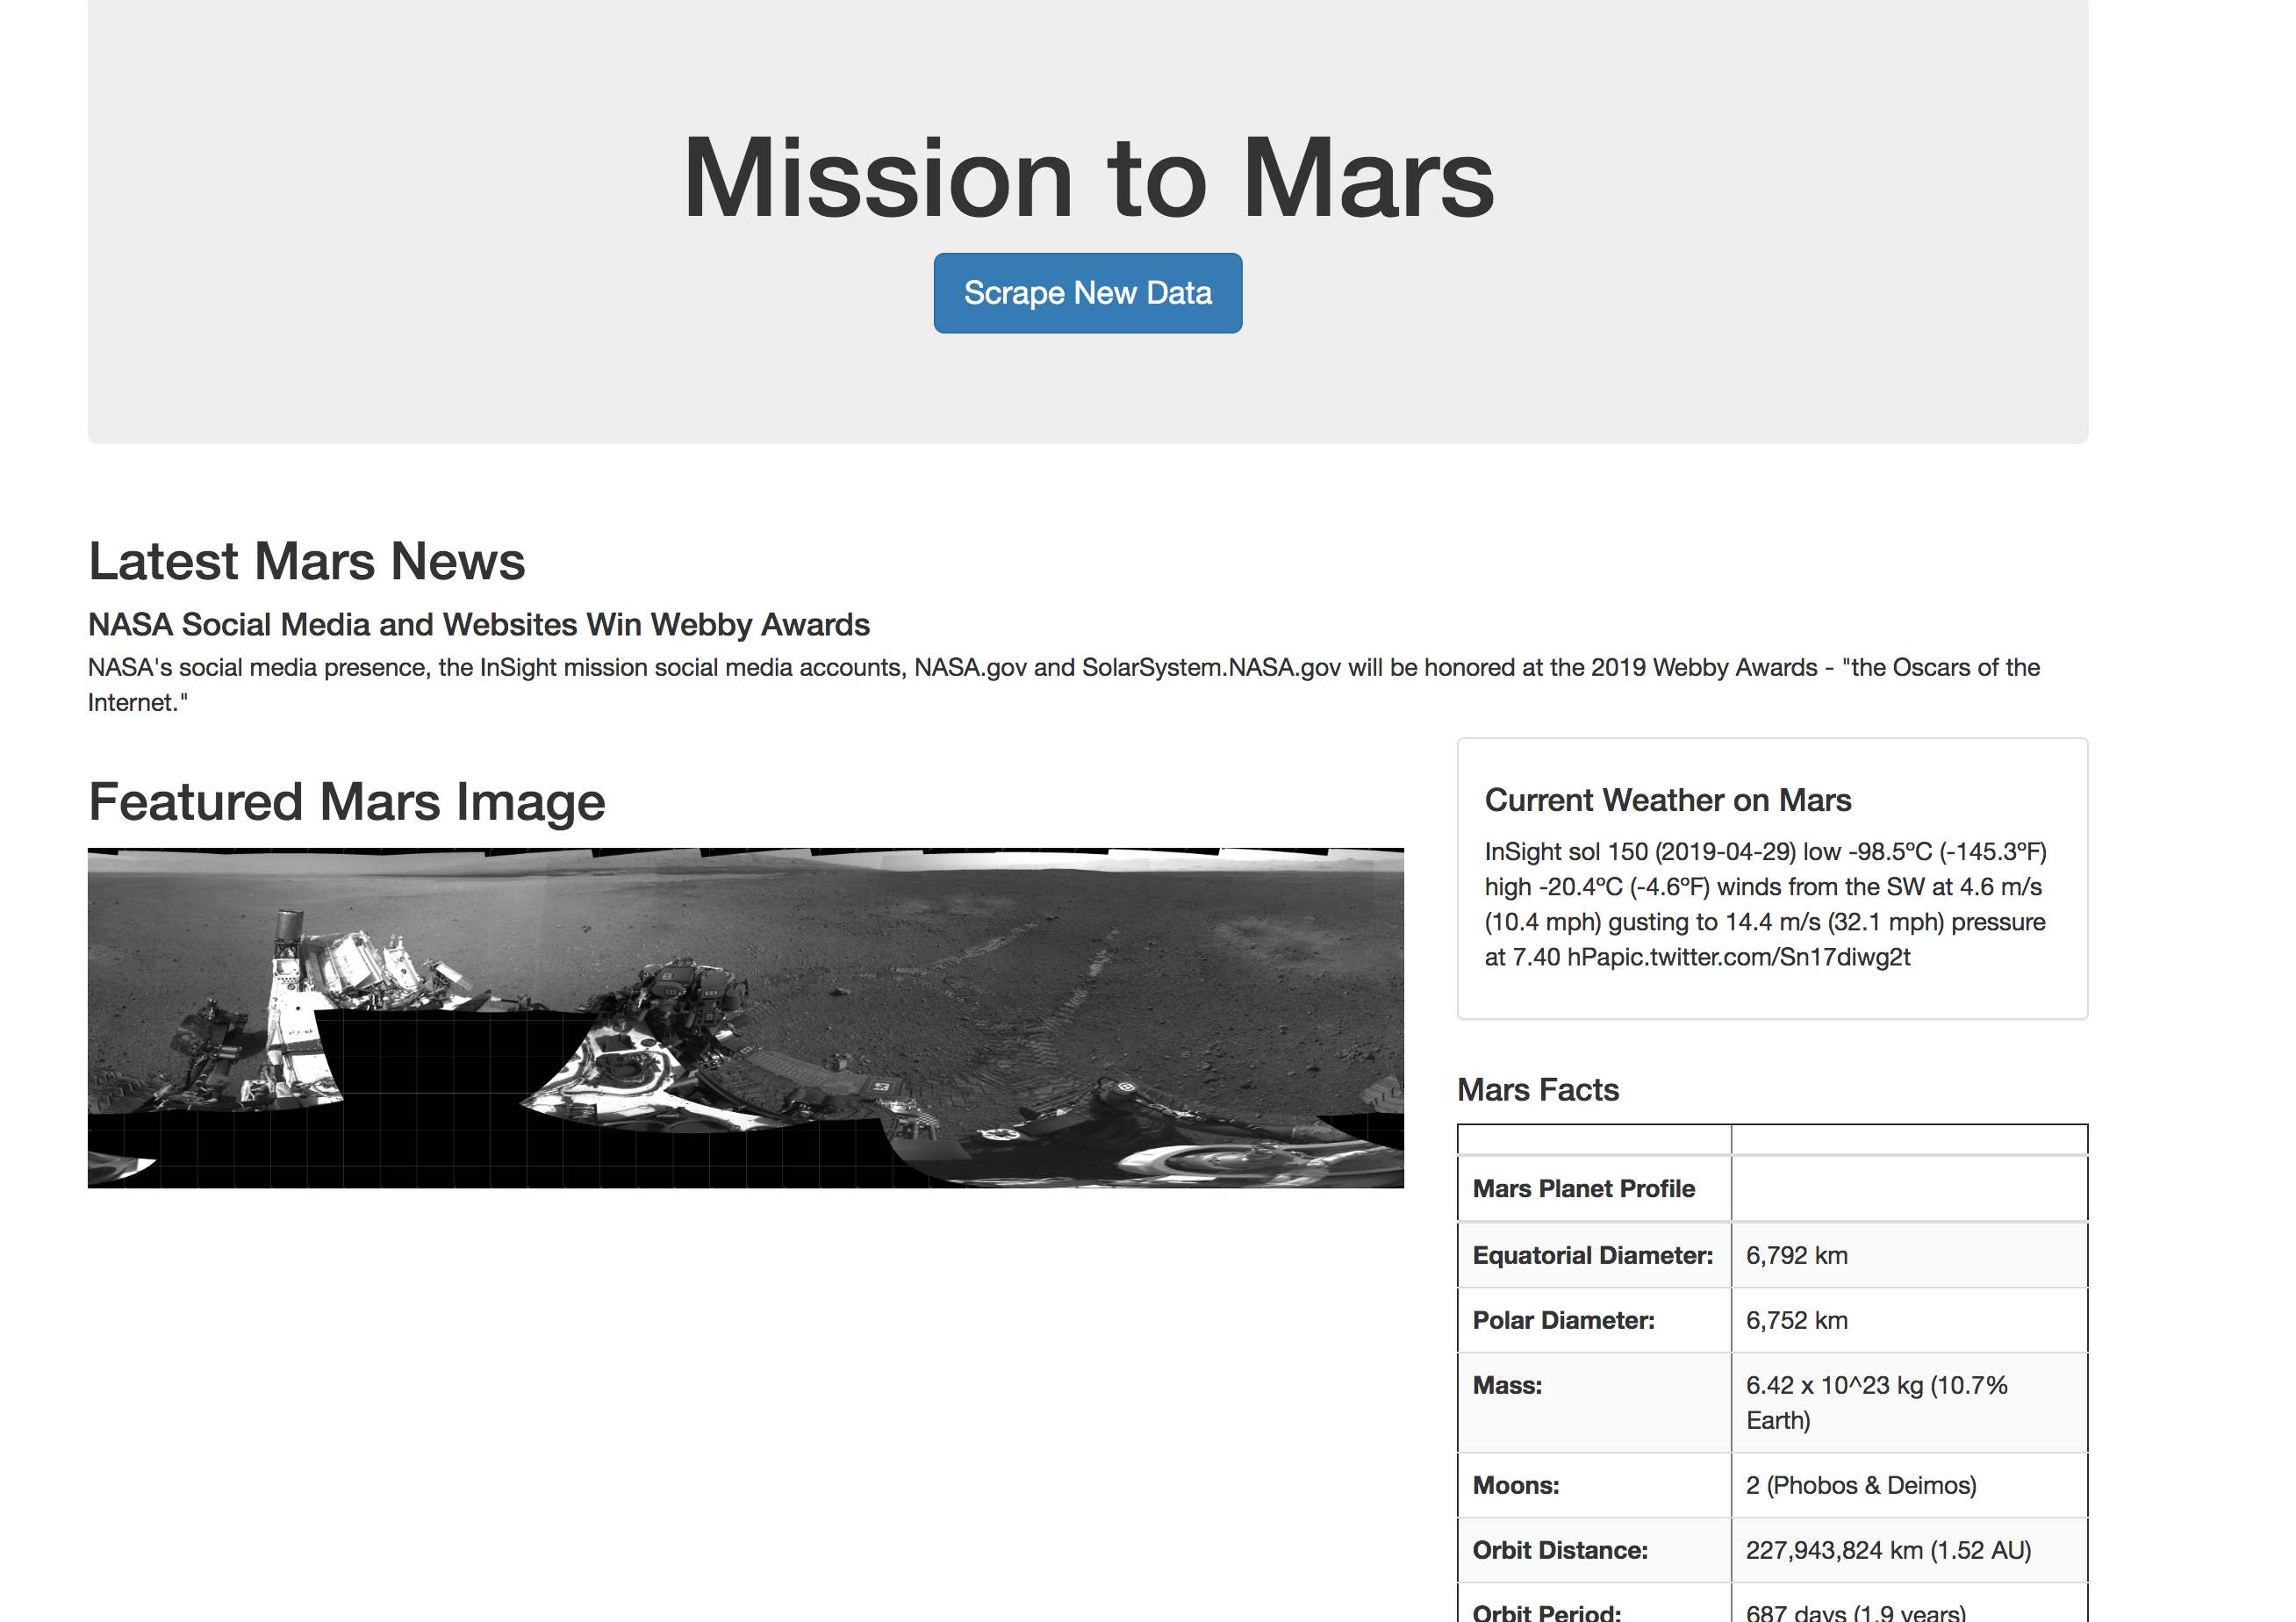 Mission to Mars
Scrape New Data
Latest Mars News
NASA Social Media and Websites Win Webby Awards
NASA's social media presence, the InSight mission social media accounts, NASA.gov and SolarSystem.NASA.gov will be honored at the 2019 Webby Awards - "the Oscars of the
Internet."
Featured Mars Image
Current Weather on Mars
InSight sol 150 (2019-04-29) low -98.5ºC (-145.3ºF)
high -20.4ºC (-4.6ºF) winds from the SW at 4.6 m/s
(10.4 mph) gusting to 14.4 m/s (32.1 mph) pressure
at 7.40 hPapic.twitter.com/Sn17diwg2t
Mars Facts
Mars Planet Profile
Equatorial Diameter: 6,792 km
Polar Diameter: 6,752 km
Mass: 6.42 x 10^23 kg (10.7%
Earth)
Moons: 2 (Phobos & Deimos)
Orbit Distance: 227,943,824 km (1.52 AU)
Orbit Period: 687 days (1.9 years)